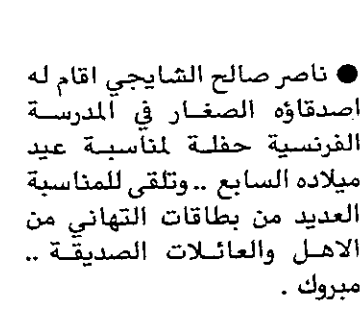 ● ناصر صالح الشايجي اقام له
اصدقاؤه الصغار في المدرسة
الفرنسية حفلة لمناسبة عيد
ميلاده السابع .. وتلقى للمناسبة
العديد من بطاقات التهاني من
الاهل والعائلات الصديقة ..
مبروك .